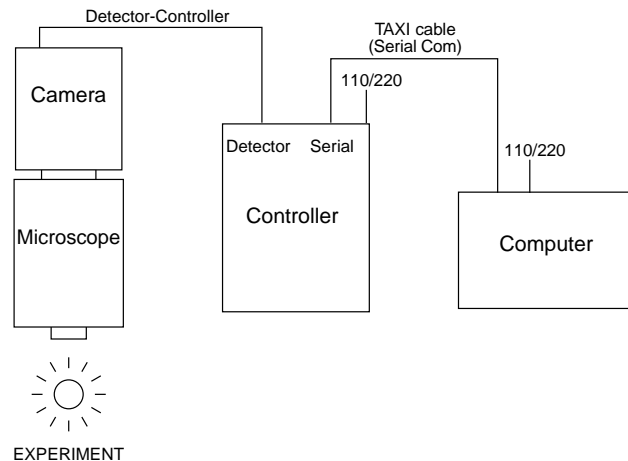 Detector-Controller
TAXI cable
(Serial Com)
110/220
Camera
Detector
Serial
110/220
Controller
Microscope
Computer
EXPERIMENT